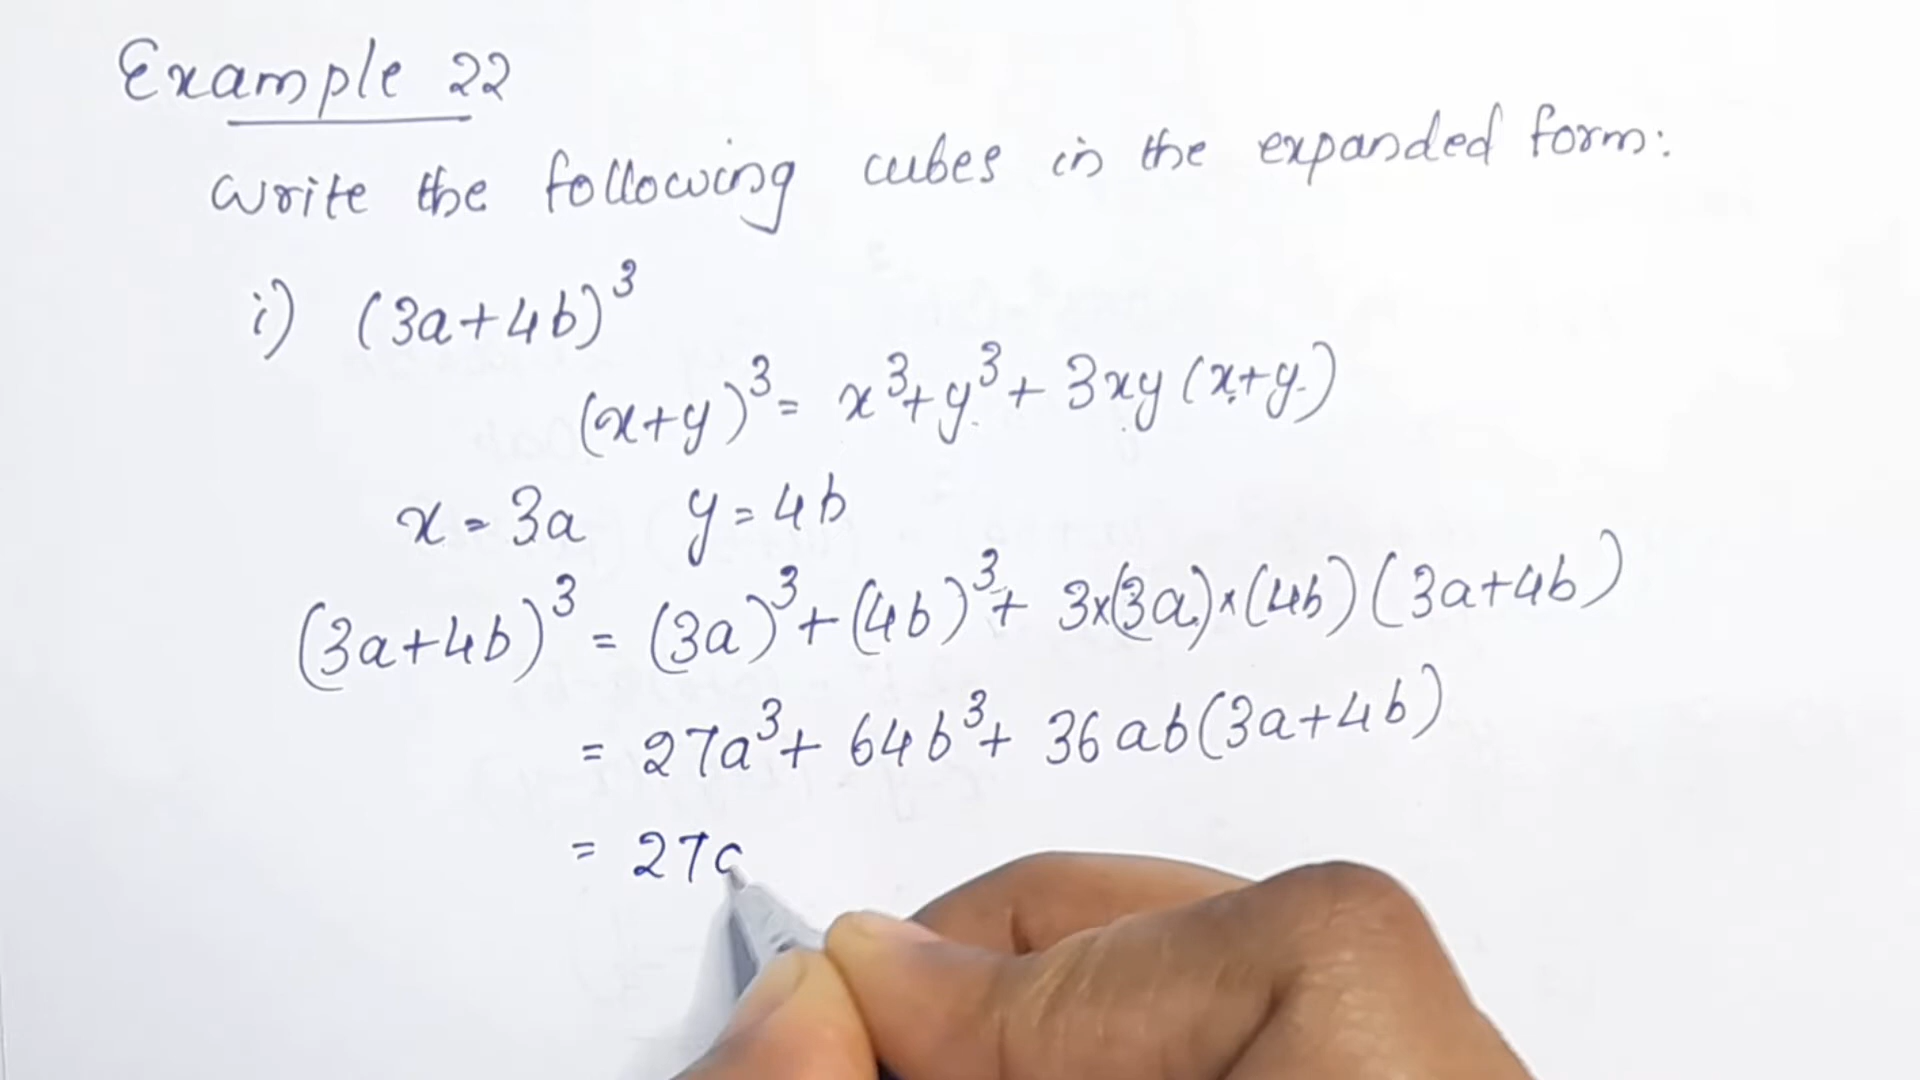 Example 22
Write the following cubes in the expanded form:
i) (3a+4b)³
(x+y)³ = x³+y³+ 3xy (x+y)
x = 3a y = 4b
(3a+4b)³ = (3a)³+(4b)³+ 3×(3a)×(4b)(3a+4b)
= 27a³+ 64b³+ 36ab(3a+4b)
= 27a